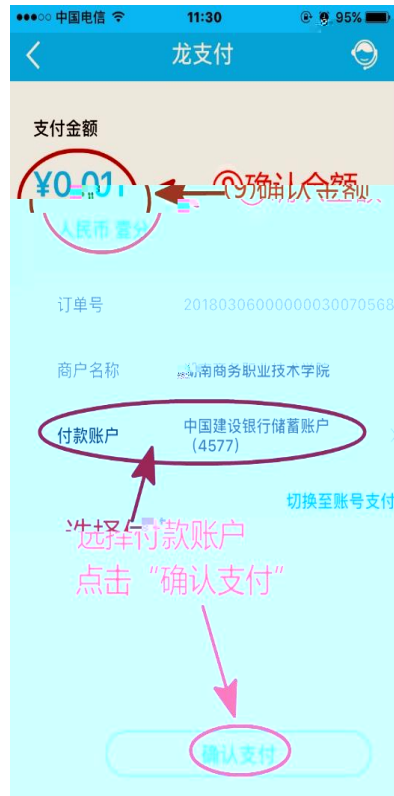 中国电信 11:30 95%
龙支付
支付金额
¥0.01
(9)确认金额
人民币 壹分
订单号 20180306000000030070568
商户名称 湖南商务职业技术学院
付款账户 中国建设银行储蓄账户
(4577)
切换至账号支付
选择付款账户
点击“确认支付”
确认支付